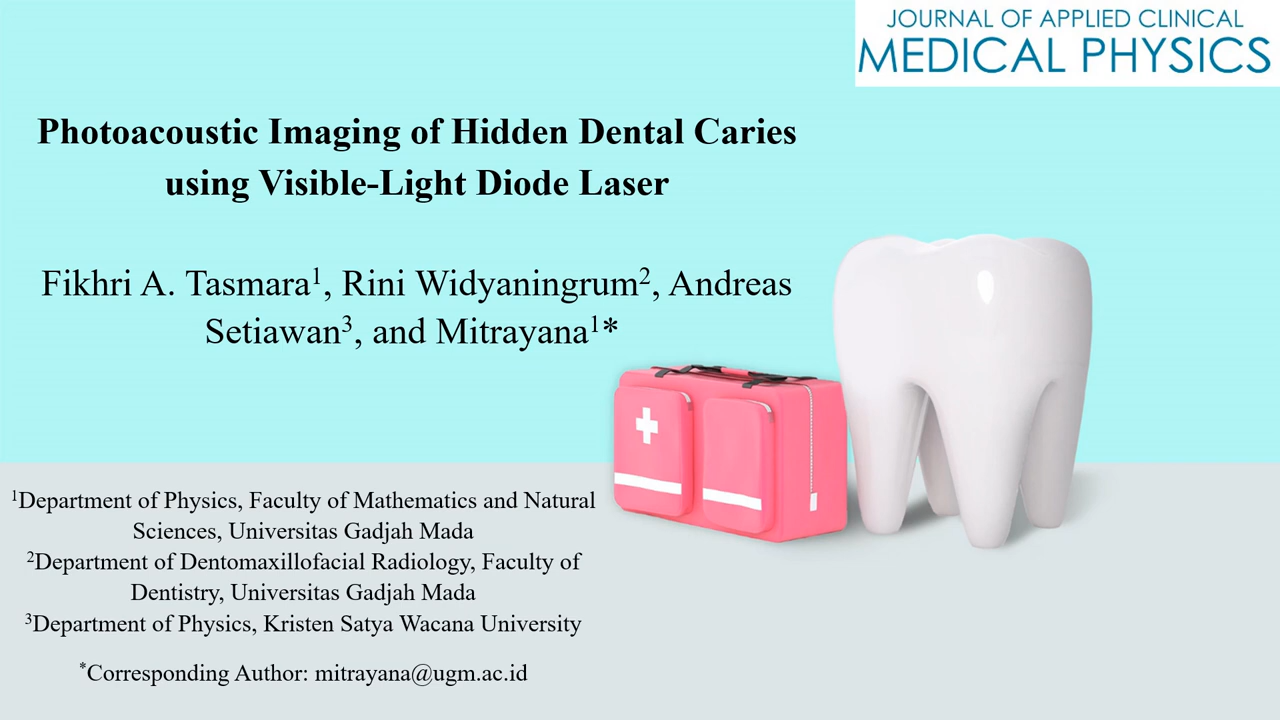 JOURNAL OF APPLIED CLINICAL
MEDICAL PHYSICS
Photoacoustic Imaging of Hidden Dental Caries
using Visible-Light Diode Laser
Fikhri A. Tasmara¹, Rini Widyaningrum², Andreas
Setiawan³, and Mitrayana¹*
¹Department of Physics, Faculty of Mathematics and Natural
Sciences, Universitas Gadjah Mada
²Department of Dentomaxillofacial Radiology, Faculty of
Dentistry, Universitas Gadjah Mada
³Department of Physics, Kristen Satya Wacana University
*Corresponding Author: mitrayana@ugm.ac.id